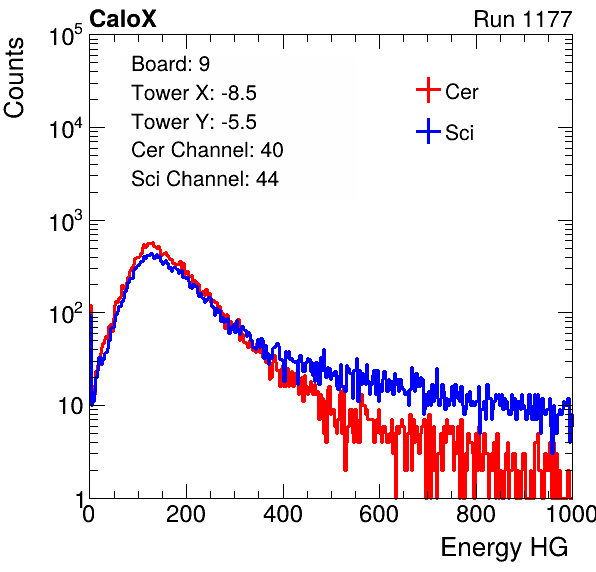 CaloX Run 1177
Counts
10^5
10^4
10^3
10^2
10
1
Board: 9
Tower X: -8.5
Tower Y: -5.5
Cer Channel: 40
Sci Channel: 44
Cer
Sci
0 200 400 600 800 1000
Energy HG